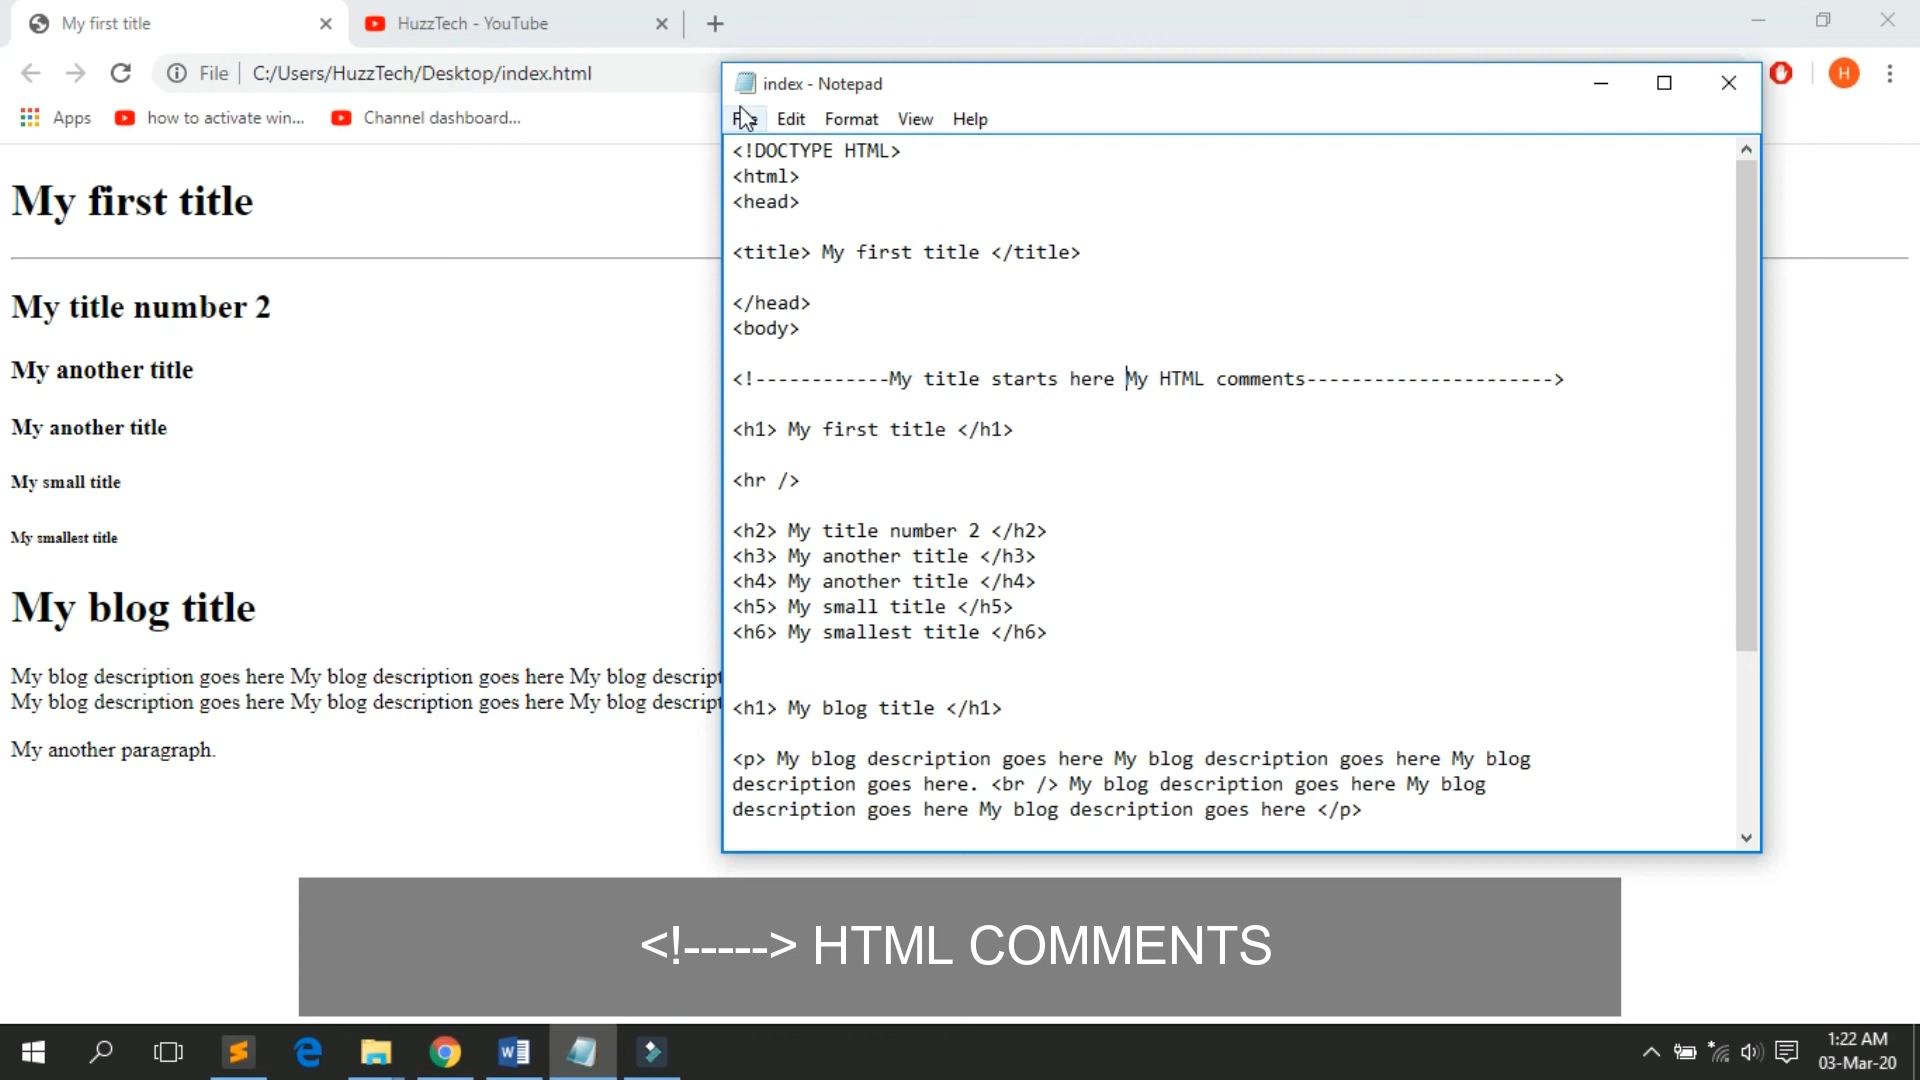 My first title
HuzzTech - YouTube
File
C:/Users/HuzzTech/Desktop/index.html
H
Apps
how to activate win...
Channel dashboard...
My first title
My title number 2
My another title
My another title
My small title
My smallest title
My blog title
My blog description goes here My blog description goes here My blog descript
My blog description goes here My blog description goes here My blog descript
My another paragraph.
index - Notepad
Edit Format View Help
<!DOCTYPE HTML>
<html>
<head>
<title> My first title </title>
</head>
<body>
<!------------My title starts here My HTML comments---------------------->
<h1> My first title </h1>
<hr />
<h2> My title number 2 </h2>
<h3> My another title </h3>
<h4> My another title </h4>
<h5> My small title </h5>
<h6> My smallest title </h6>
<h1> My blog title </h1>
<p> My blog description goes here My blog description goes here My blog
description goes here. <br /> My blog description goes here My blog
description goes here My blog description goes here </p>
<!-----> HTML COMMENTS
1:22 AM
03-Mar-20